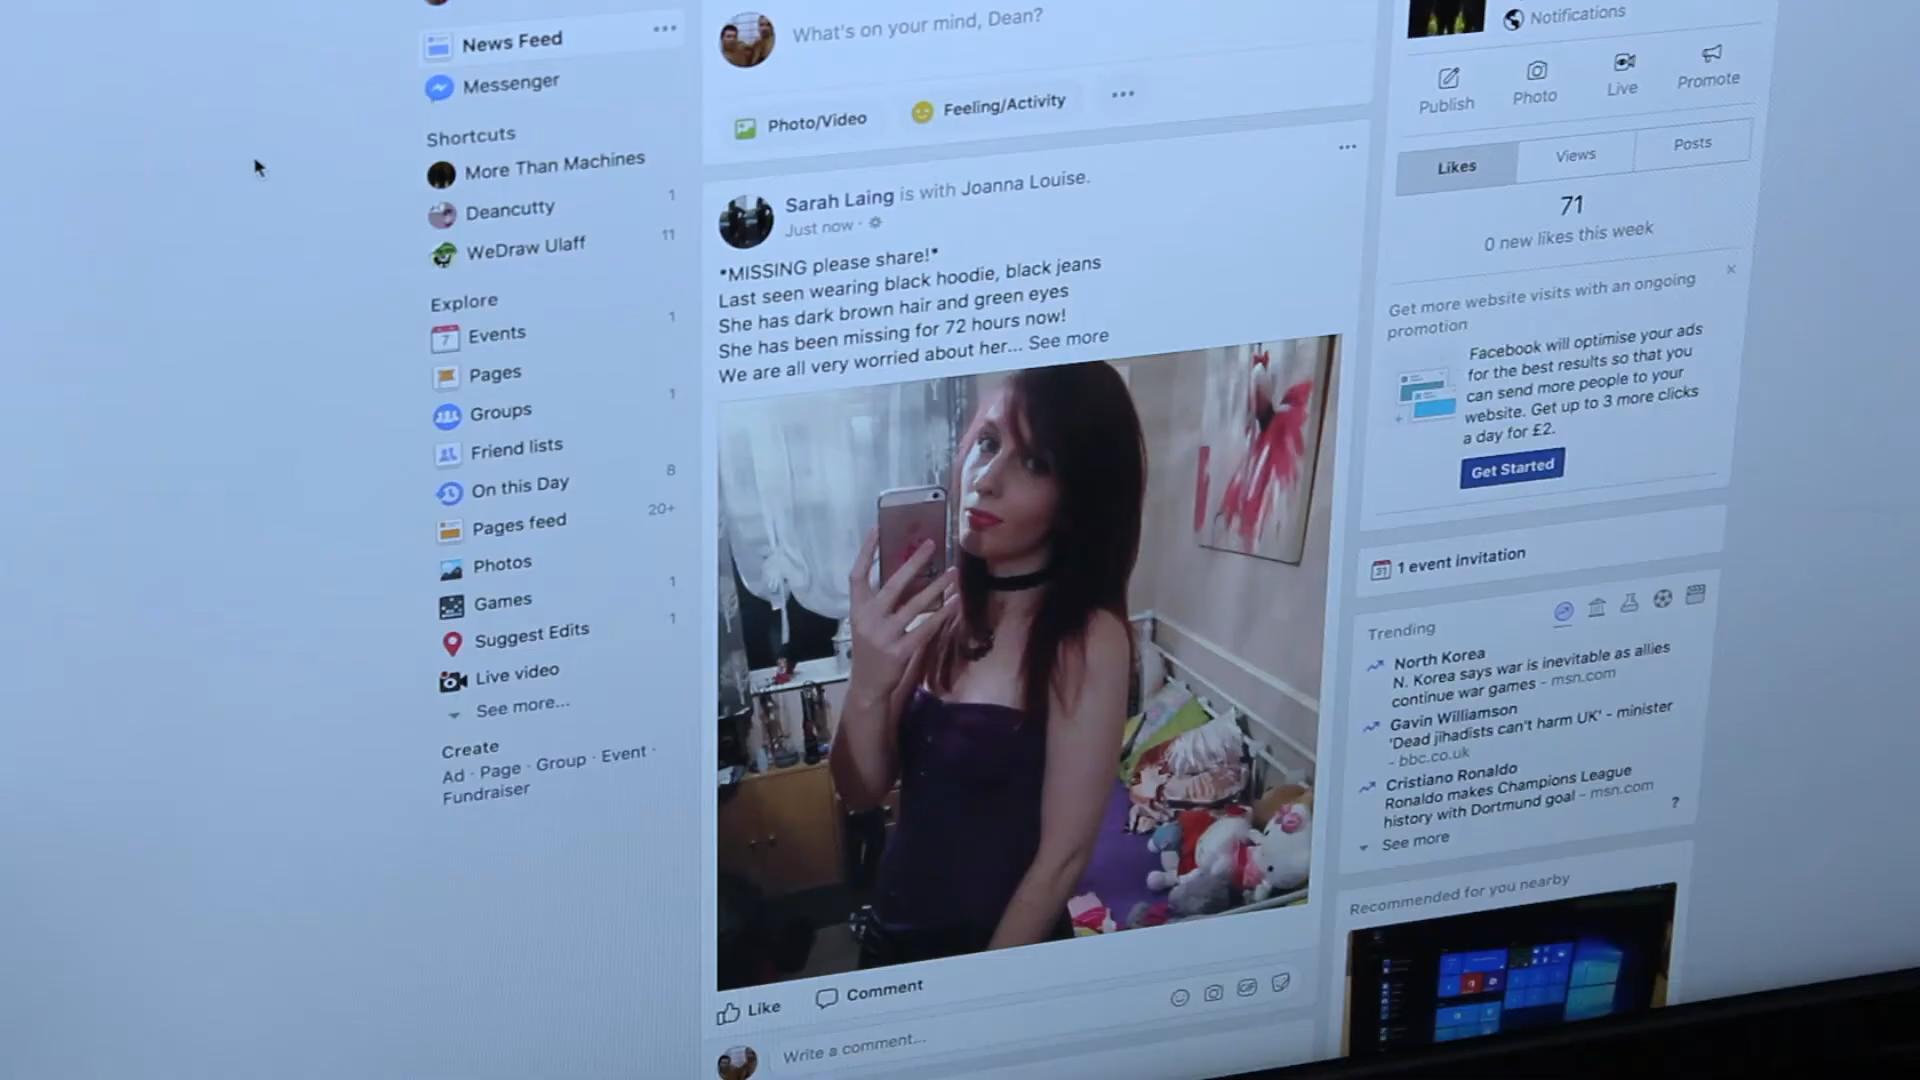 News Feed
Messenger
Shortcuts
More Than Machines
Deancutty 1
WeDraw Ulaff 11
Explore
Events 1
Pages
Groups 1
Friend lists
On this Day 8
Pages feed 20+
Photos
Games 1
Suggest Edits 1
Live video
See more...
Create
Ad · Page · Group · Event ·
Fundraiser
What's on your mind, Dean?
Photo/Video
Feeling/Activity
Sarah Laing is with Joanna Louise.
Just now ·
*MISSING please share!*
Last seen wearing black hoodie, black jeans
She has dark brown hair and green eyes
She has been missing for 72 hours now!
We are all very worried about her... See more
Like
Comment
GIF
Write a comment...
Notifications
Publish
Photo
Live
Promote
Likes
Views
Posts
71
0 new likes this week
Get more website visits with an ongoing
promotion
Facebook will optimise your ads
for the best results so that you
can send more people to your
website. Get up to 3 more clicks
a day for £2.
Get Started
31
1 event invitation
Trending
North Korea
N. Korea says war is inevitable as allies
continue war games - msn.com
Gavin Williamson
'Dead jihadists can't harm UK' - minister
- bbc.co.uk
Cristiano Ronaldo
Ronaldo makes Champions League
history with Dortmund goal - msn.com
?
See more
Recommended for you nearby